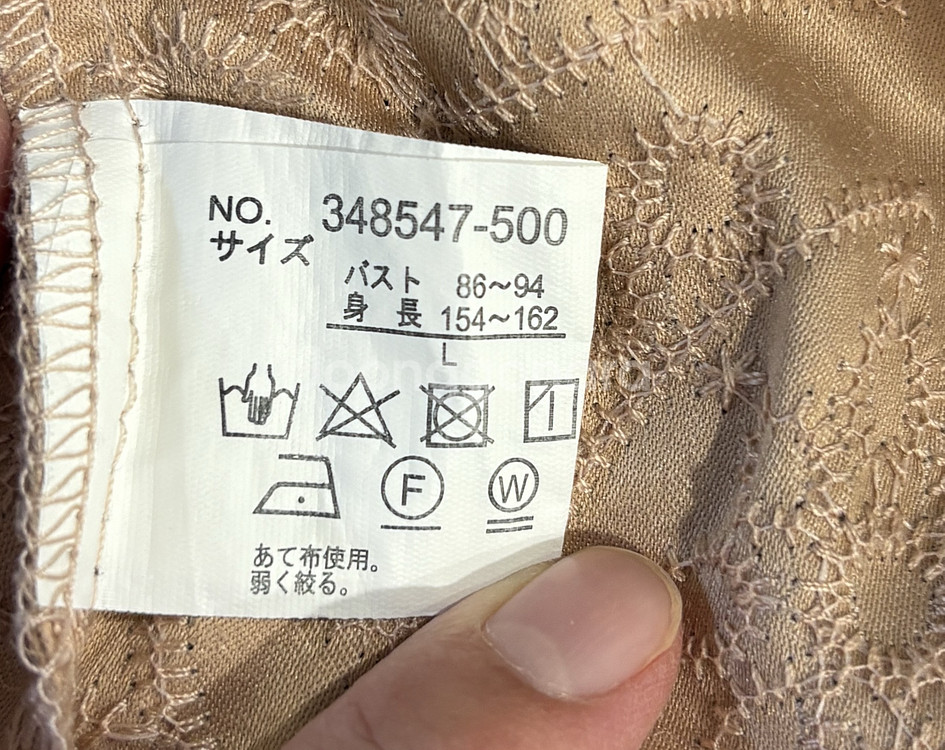 NO. 348547-500
サイズ
バスト 86〜94
身長 154〜162
L
F
W
あて布使用。
弱く絞る。